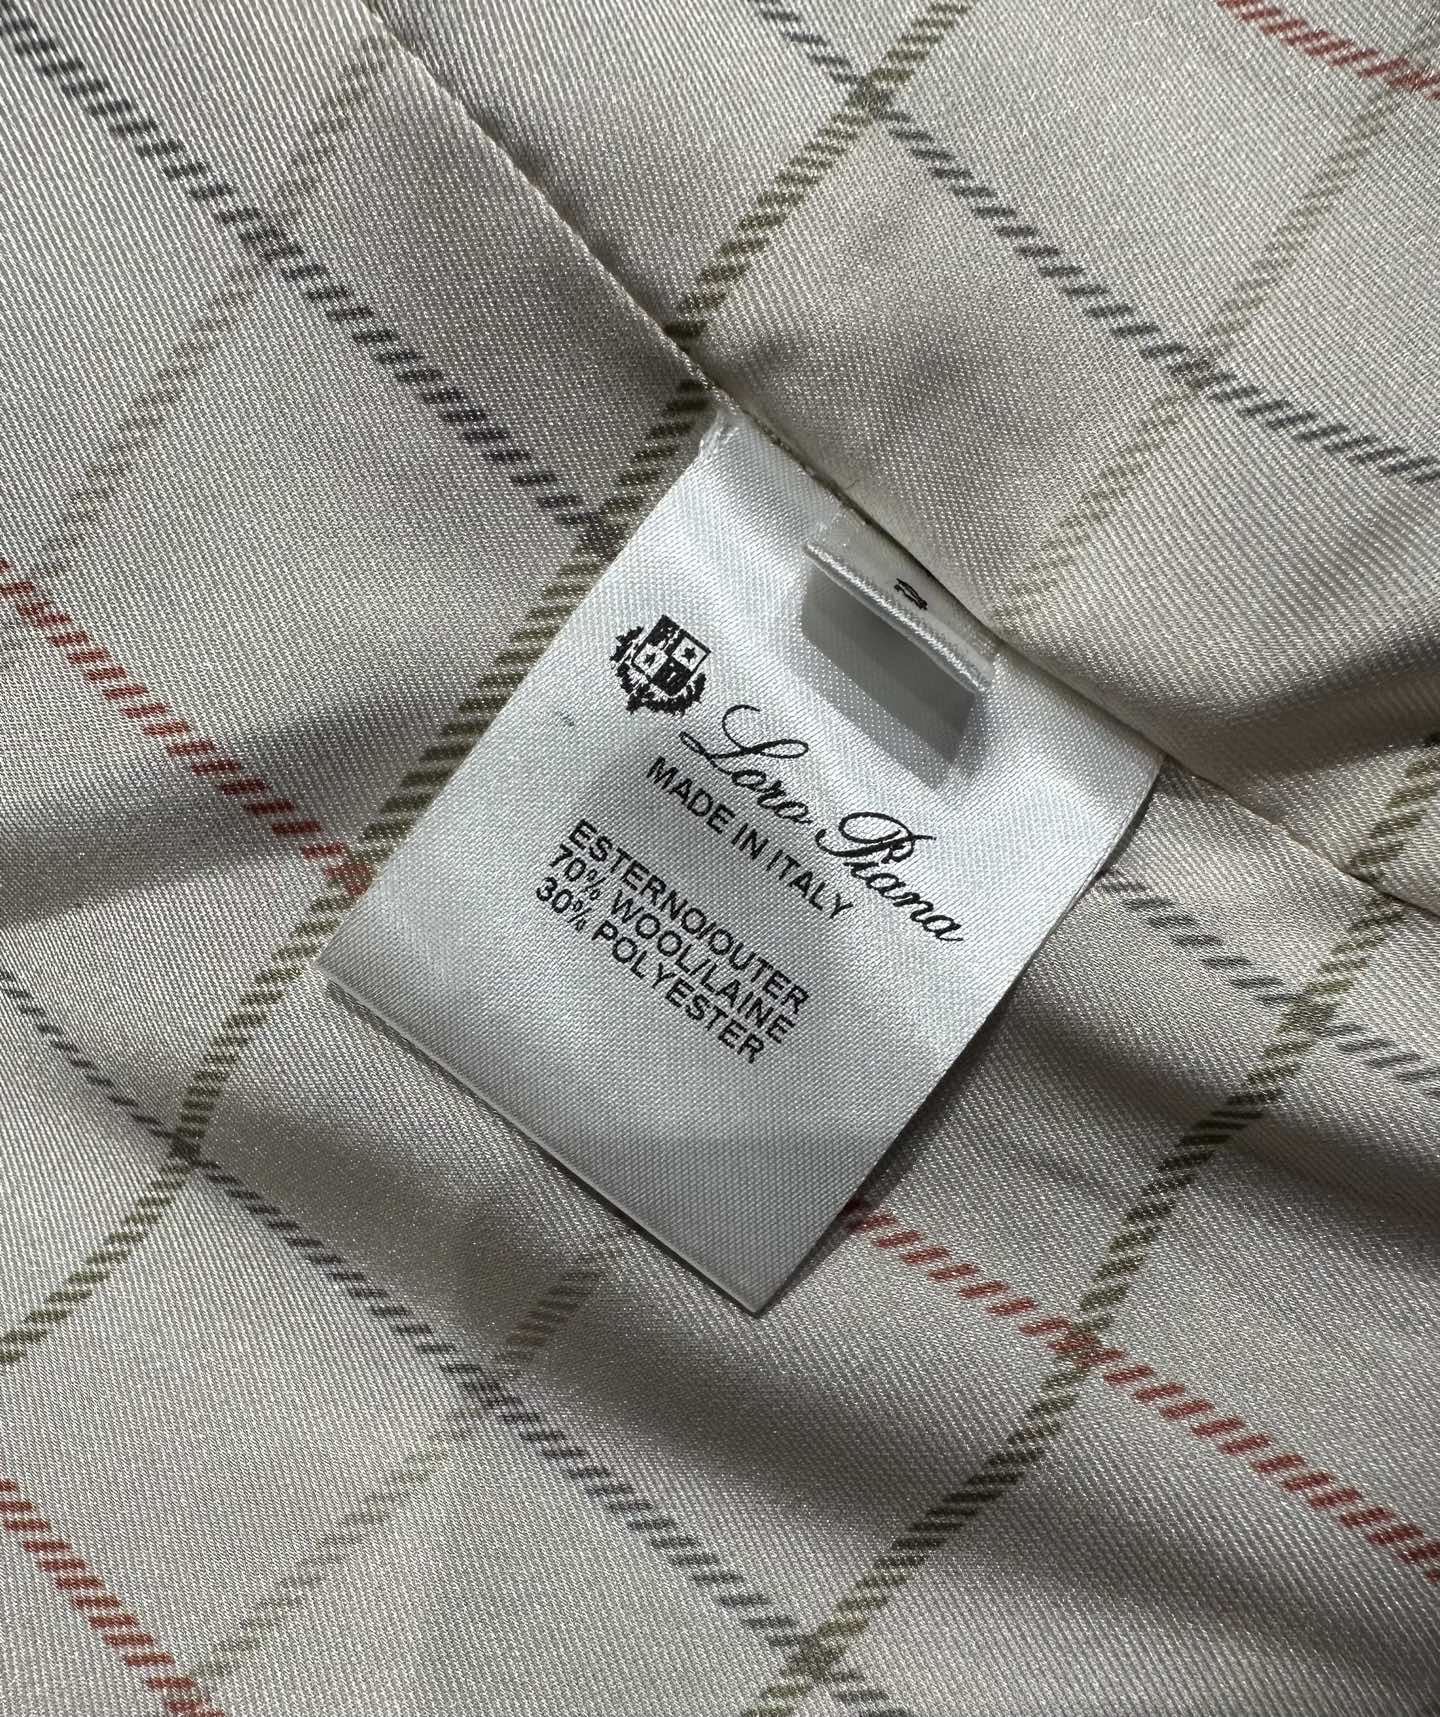 Loro Piana
MADE IN ITALY
ESTERNO/OUTER
70% WOOL/LAINE
30% POLYESTER